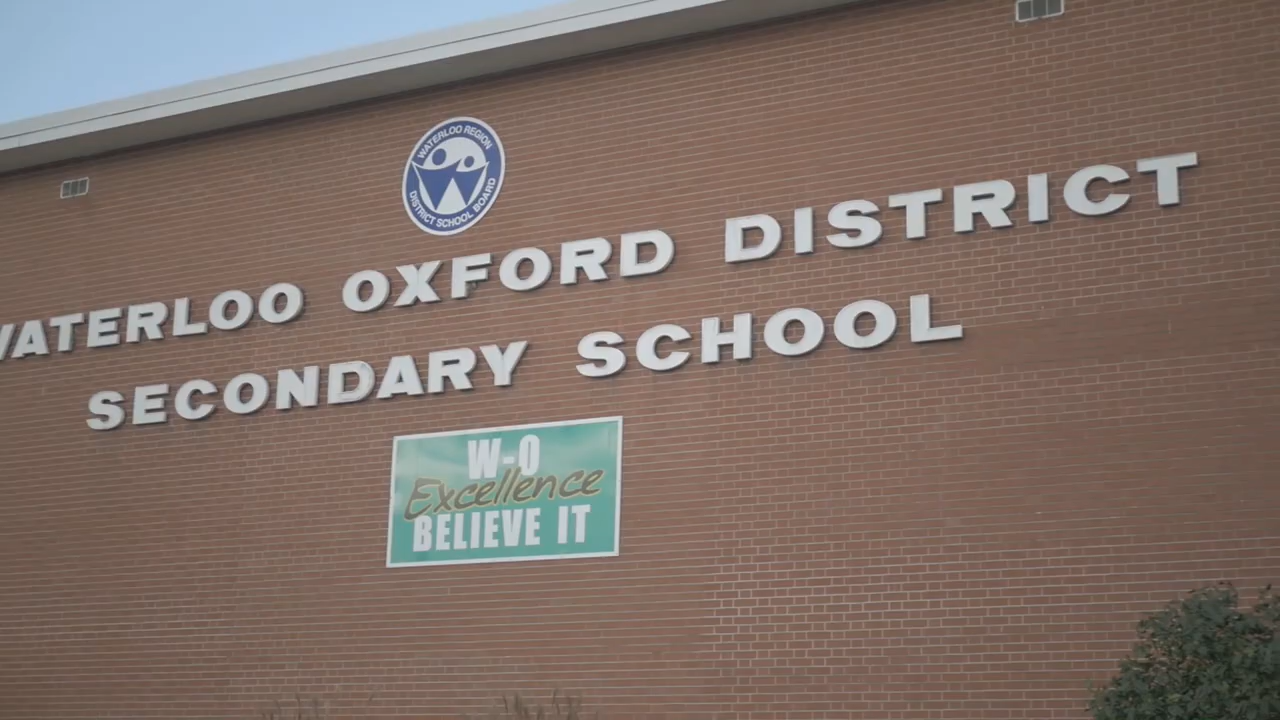 WATERLOO REGION
DISTRICT SCHOOL BOARD
WATERLOO OXFORD DISTRICT
SECONDARY SCHOOL
W-O
Excellence
BELIEVE IT